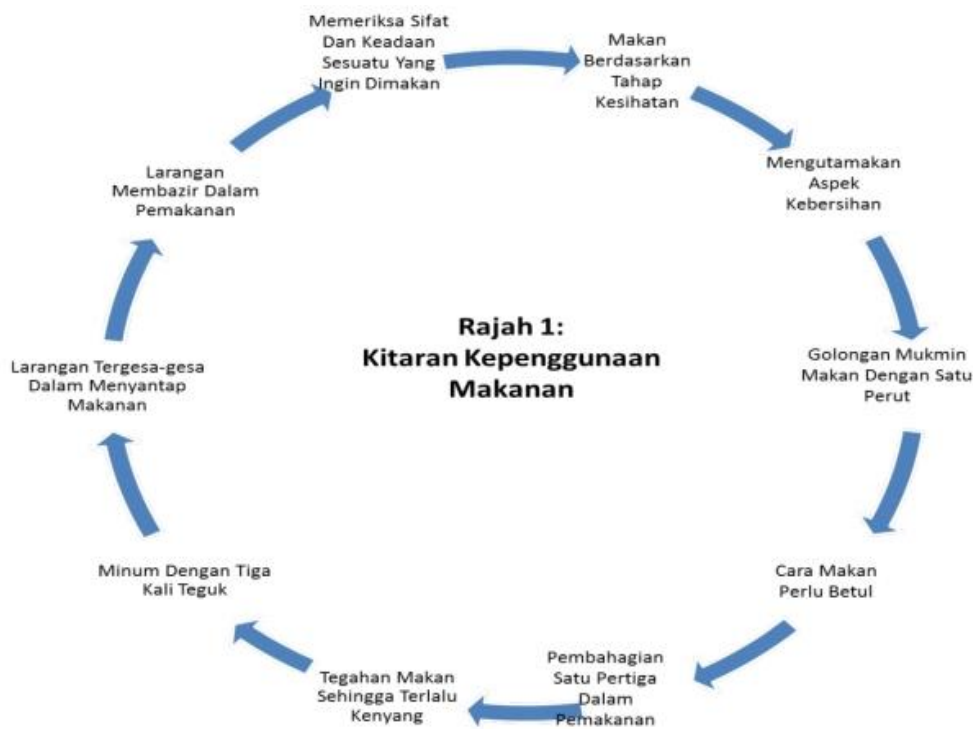 Memeriksa Sifat
Dan Keadaan
Sesuatu Yang
Ingin Dimakan
Makan
Berdasarkan
Tahap
Kesihatan
Mengutamakan
Aspek
Kebersihan
Golongan Mukmin
Makan Dengan Satu
Perut
Cara Makan
Perlu Betul
Pembahagian
Satu Pertiga
Dalam
Pemakanan
Tegahan Makan
Sehingga Terlalu
Kenyang
Minum Dengan Tiga
Kali Teguk
Larangan Tergesa-gesa
Dalam Menyantap
Makanan
Larangan
Membazir Dalam
Pemakanan
Rajah 1:
Kitaran Kepenggunaan
Makanan